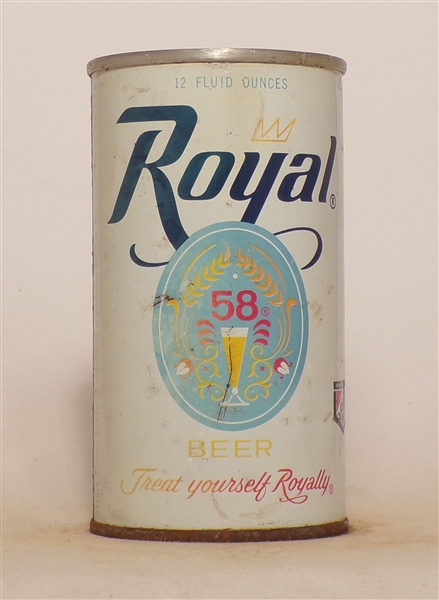 12 FLUID OUNCES
Royal®
58®
BEER
Treat yourself Royally®